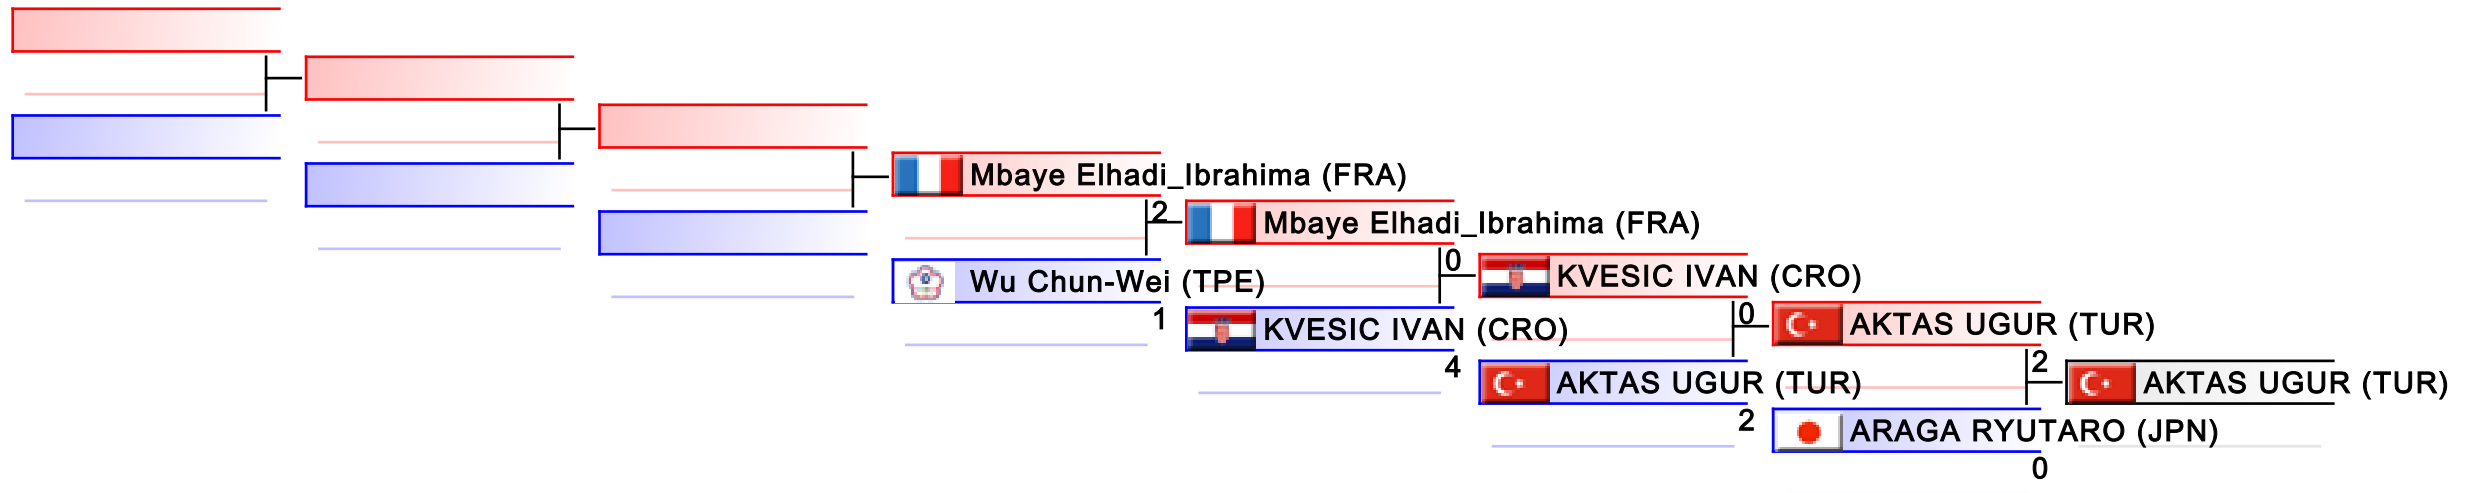 Mbaye Elhadi_Ibrahima (FRA)
2
Wu Chun-Wei (TPE)
1
Mbaye Elhadi_Ibrahima (FRA)
0
KVESIC IVAN (CRO)
4
KVESIC IVAN (CRO)
0
AKTAS UGUR (TUR)
2
AKTAS UGUR (TUR)
2
ARAGA RYUTARO (JPN)
0
AKTAS UGUR (TUR)